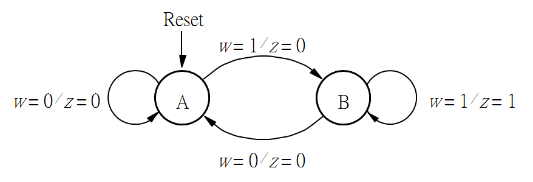 Reset
w= 1/z= 0
w= 0/z= 0
A
B
w= 1/z= 1
w= 0/z= 0